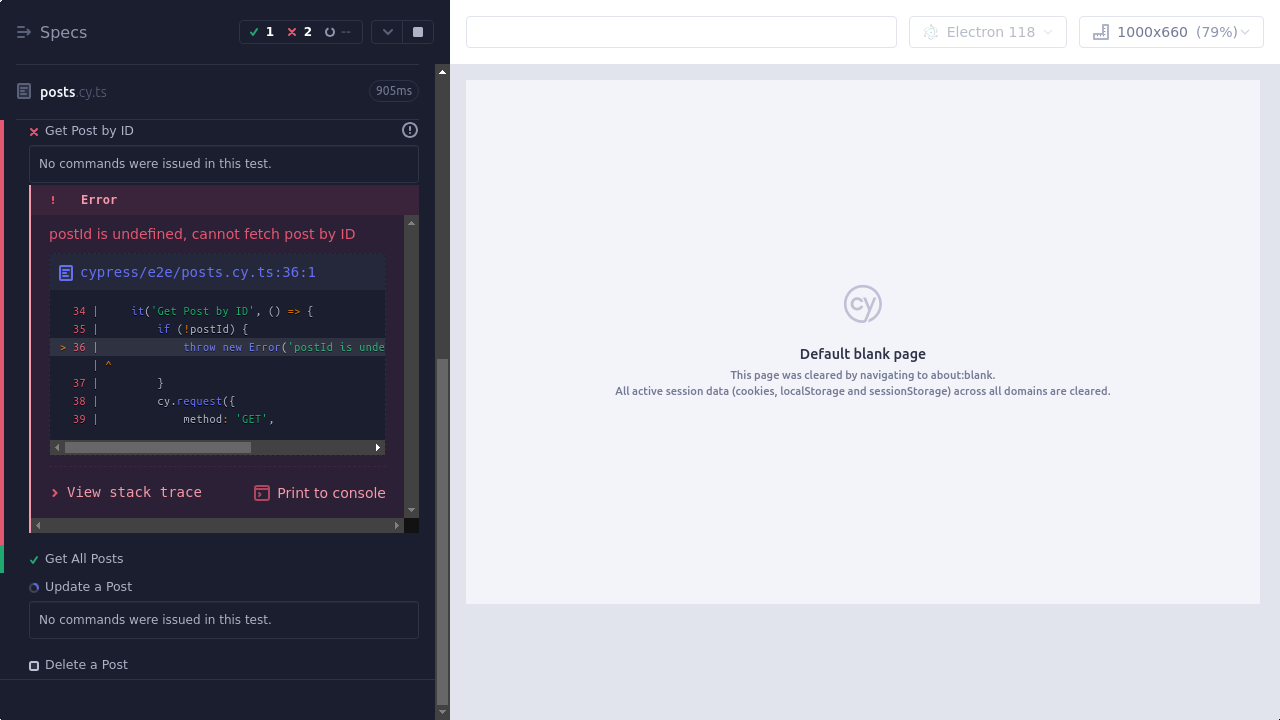 Specs
1
2
--
posts.cy.ts
905ms
Get Post by ID
No commands were issued in this test.
! Error
postId is undefined, cannot fetch post by ID
cypress/e2e/posts.cy.ts:36:1
34 | it('Get Post by ID', () => {
35 | if (!postId) {
> 36 | throw new Error('postId is unde
| ^
37 | }
38 | cy.request({
39 | method: 'GET',
View stack trace
Print to console
Get All Posts
Update a Post
No commands were issued in this test.
Delete a Post
Electron 118
1000x660 (79%)
cy
Default blank page
This page was cleared by navigating to about:blank.
All active session data (cookies, localStorage and sessionStorage) across all domains are cleared.